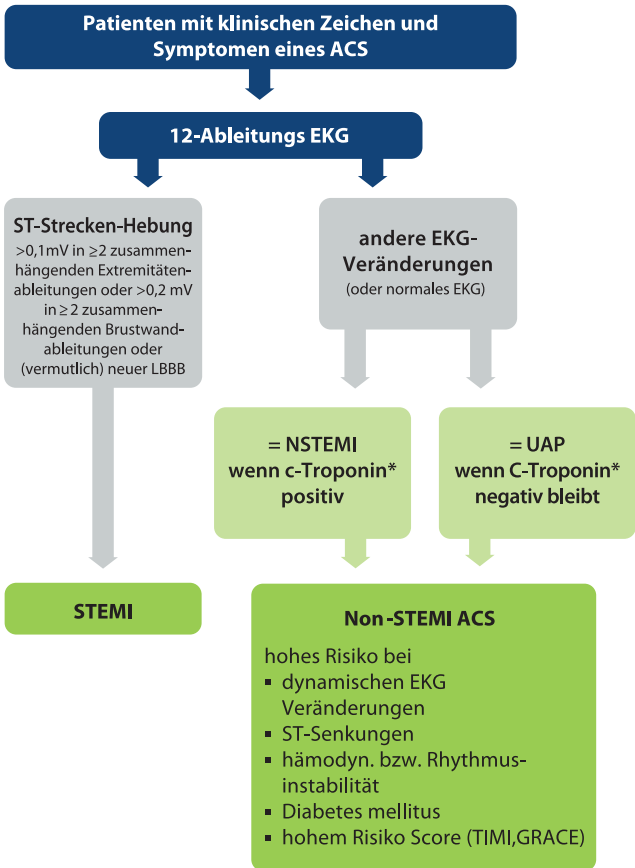 Patienten mit klinischen Zeichen und
Symptomen eines ACS
12-Ableitungs EKG
ST-Strecken-Hebung
>0,1mV in ≥2 zusammen-
hängenden Extremitäten-
ableitungen oder >0,2 mV
in ≥ 2 zusammen-
hängenden Brustwand-
ableitungen oder
(vermutlich) neuer LBBB
andere EKG-
Veränderungen
(oder normales EKG)
= NSTEMI
wenn c-Troponin*
positiv
= UAP
wenn C-Troponin*
negativ bleibt
STEMI
Non-STEMI ACS
hohes Risiko bei
▪ dynamischen EKG
Veränderungen
▪ ST-Senkungen
▪ hämodyn. bzw. Rhythmus-
instabilität
▪ Diabetes mellitus
▪ hohem Risiko Score (TIMI,GRACE)